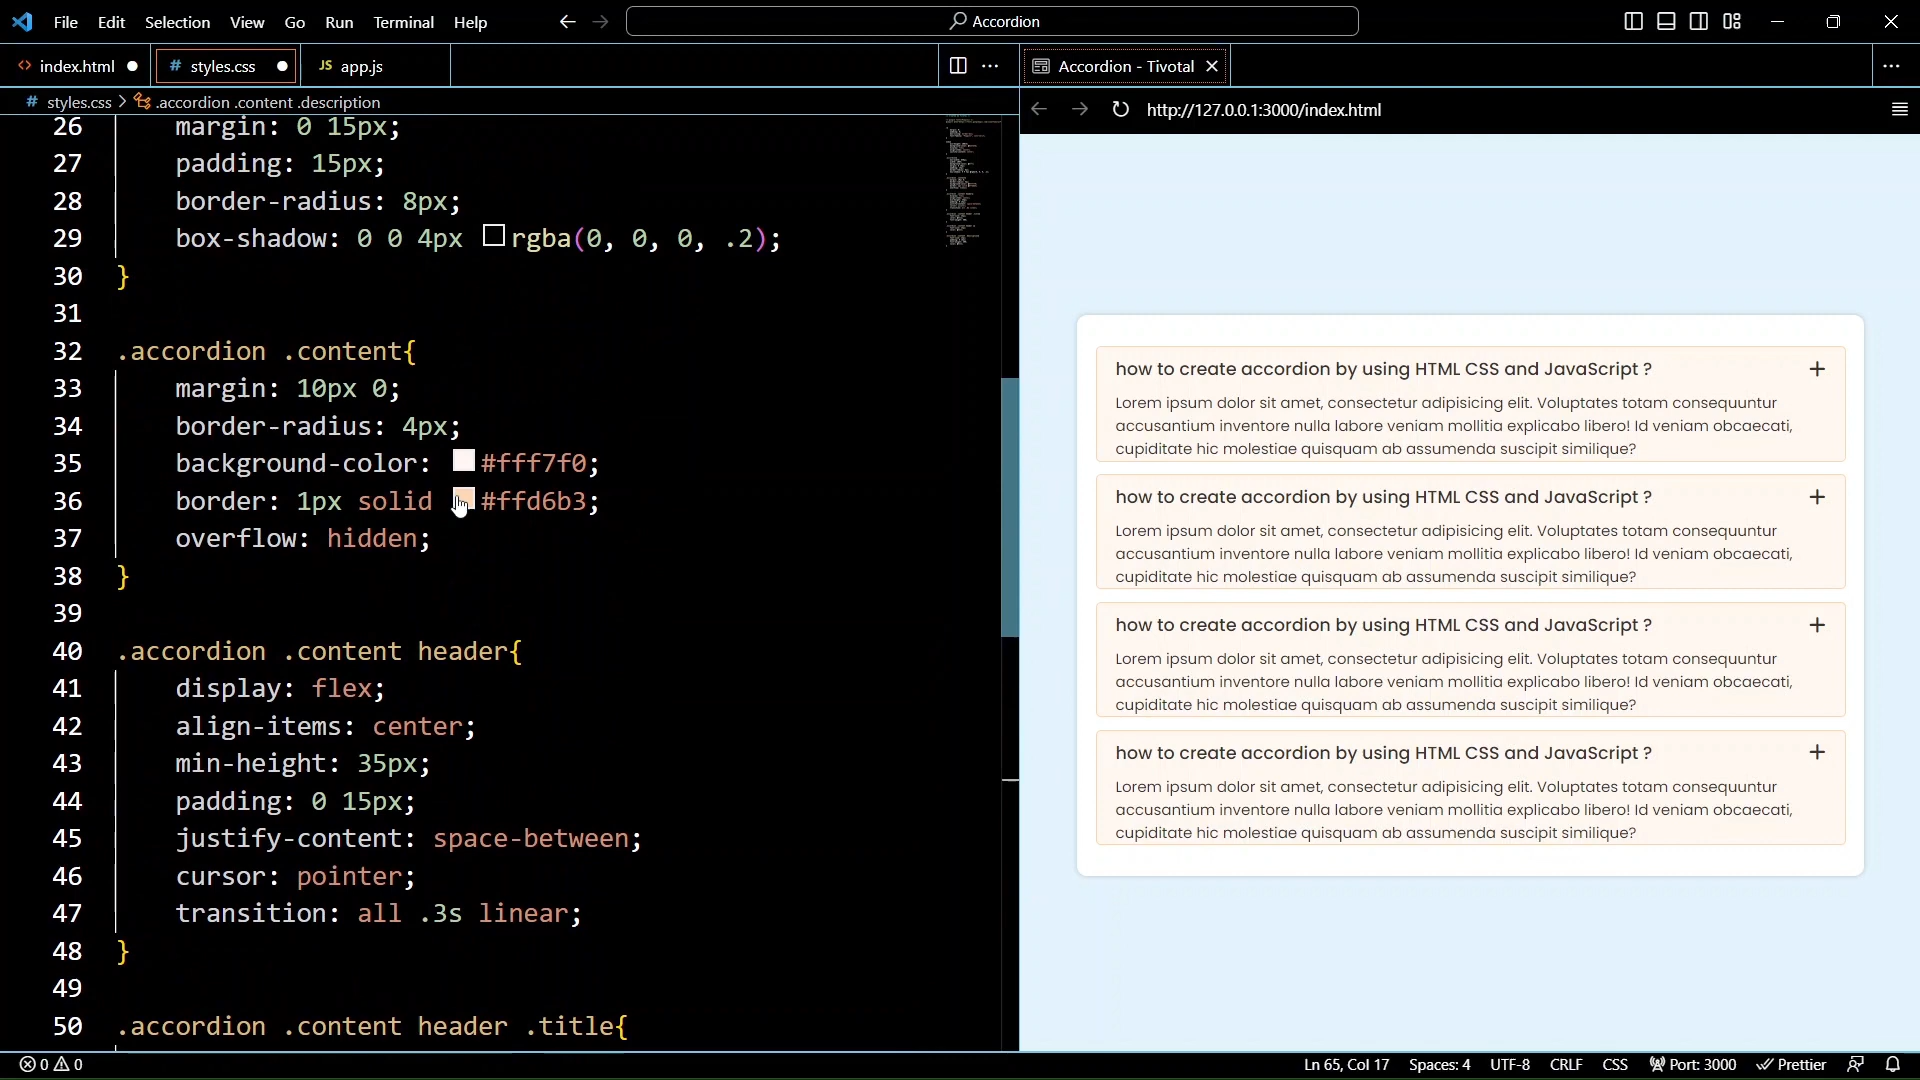 File Edit Selection View Go Run Terminal Help
Accordion
<> index.html
# styles.css
JS app.js
Accordion - Tivotal
# styles.css > .accordion .content .description
http://127.0.0.1:3000/index.html
26 margin: 0 15px;
27 padding: 15px;
28 border-radius: 8px;
29 box-shadow: 0 0 4px rgba(0, 0, 0, .2);
30 }
31
32 .accordion .content{
33 margin: 10px 0;
34 border-radius: 4px;
35 background-color: #fff7f0;
36 border: 1px solid #ffd6b3;
37 overflow: hidden;
38 }
39
40 .accordion .content header{
41 display: flex;
42 align-items: center;
43 min-height: 35px;
44 padding: 0 15px;
45 justify-content: space-between;
46 cursor: pointer;
47 transition: all .3s linear;
48 }
49
50 .accordion .content header .title{
how to create accordion by using HTML CSS and JavaScript ? +
Lorem ipsum dolor sit amet, consectetur adipisicing elit. Voluptates totam consequuntur
accusantium inventore nulla labore veniam mollitia explicabo libero! Id veniam obcaecati,
cupiditate hic molestiae quisquam ab assumenda suscipit similique?
how to create accordion by using HTML CSS and JavaScript ? +
Lorem ipsum dolor sit amet, consectetur adipisicing elit. Voluptates totam consequuntur
accusantium inventore nulla labore veniam mollitia explicabo libero! Id veniam obcaecati,
cupiditate hic molestiae quisquam ab assumenda suscipit similique?
how to create accordion by using HTML CSS and JavaScript ? +
Lorem ipsum dolor sit amet, consectetur adipisicing elit. Voluptates totam consequuntur
accusantium inventore nulla labore veniam mollitia explicabo libero! Id veniam obcaecati,
cupiditate hic molestiae quisquam ab assumenda suscipit similique?
how to create accordion by using HTML CSS and JavaScript ? +
Lorem ipsum dolor sit amet, consectetur adipisicing elit. Voluptates totam consequuntur
accusantium inventore nulla labore veniam mollitia explicabo libero! Id veniam obcaecati,
cupiditate hic molestiae quisquam ab assumenda suscipit similique?
0 0 Ln 65, Col 17 Spaces: 4 UTF-8 CRLF CSS Port: 3000 Prettier